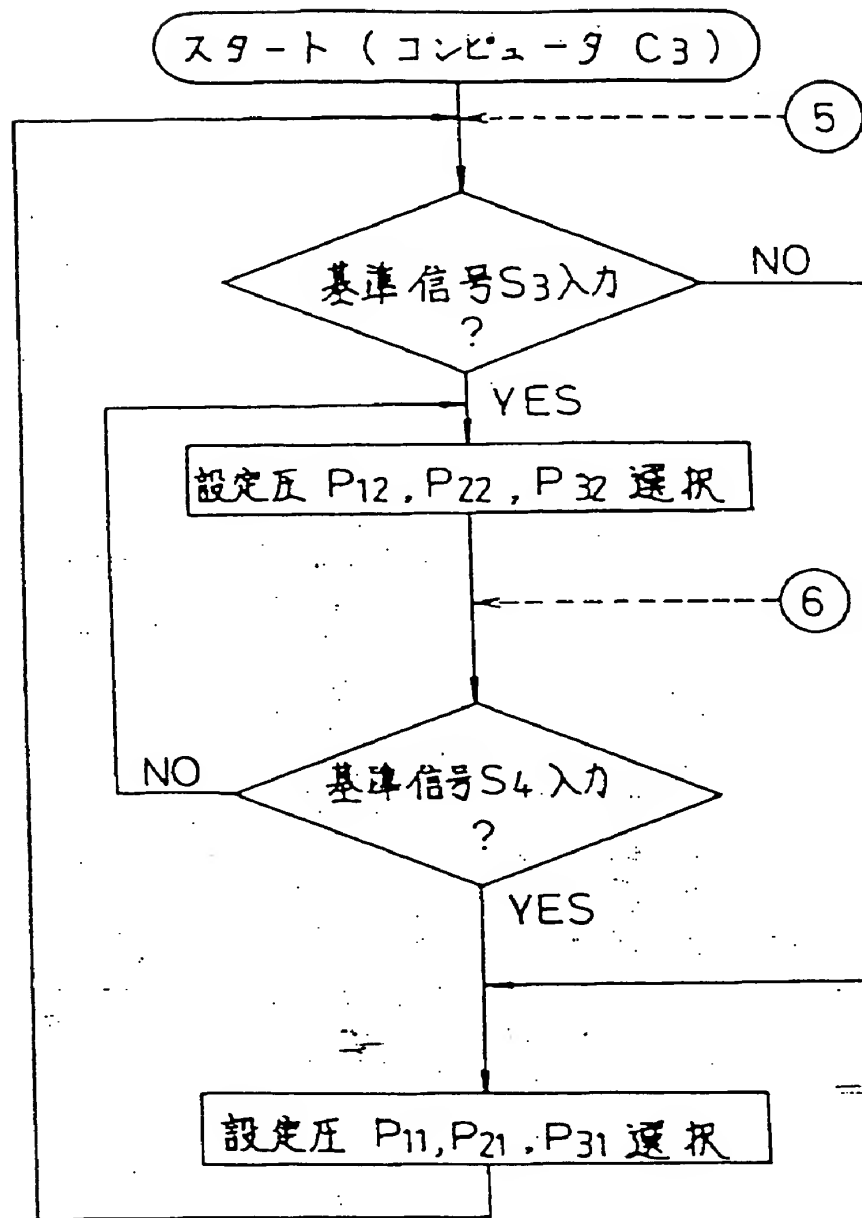 スタート (コンピュータ C3)
5
基準信号S3入力
?
NO
YES
設定圧 P12, P22, P32 選択
6
基準信号S4入力
?
NO
YES
設定圧 P11, P21, P31 選択